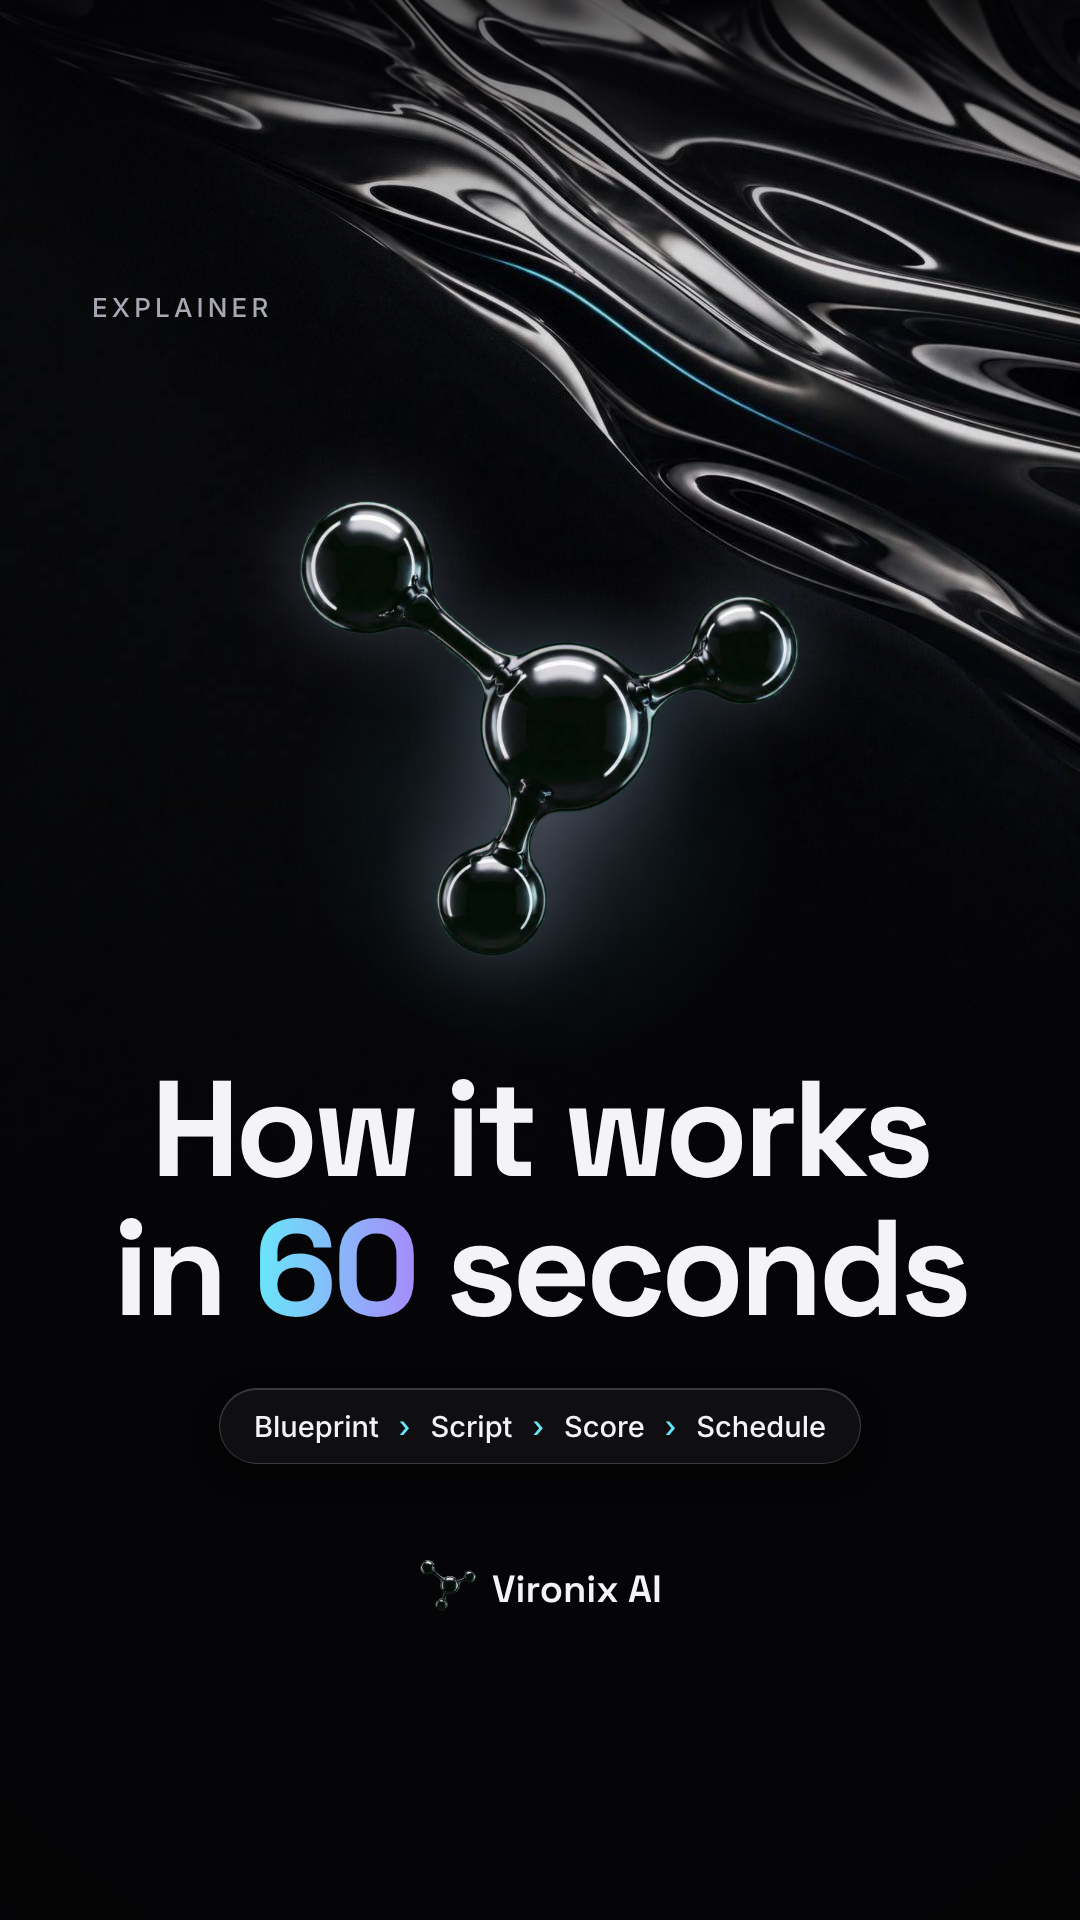 EXPLAINER
How it works
in 60 seconds
Blueprint › Script › Score › Schedule
Vironix AI